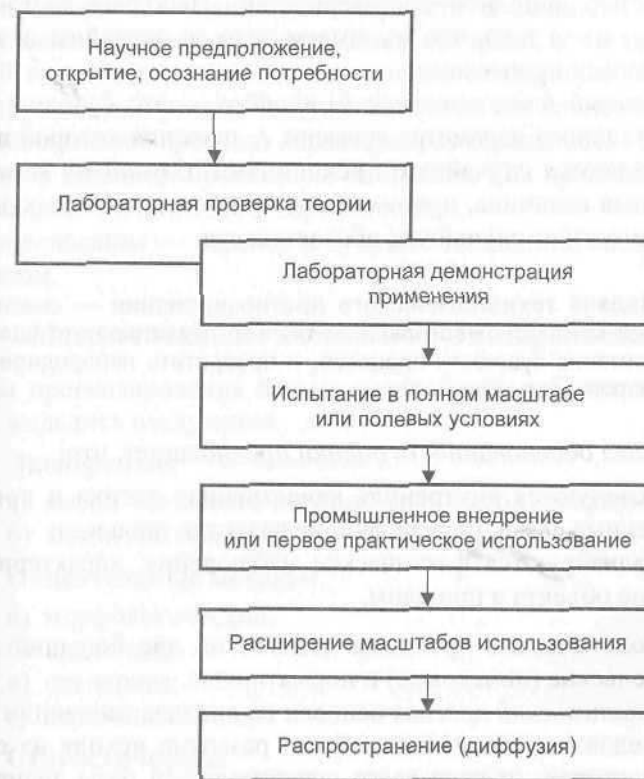 Научное предположение,
открытие, осознание потребности
Лабораторная проверка теории
Лабораторная демонстрация
применения
Испытание в полном масштабе
или полевых условиях
Промышленное внедрение
или первое практическое использование
Расширение масштабов использования
Распространение (диффузия)